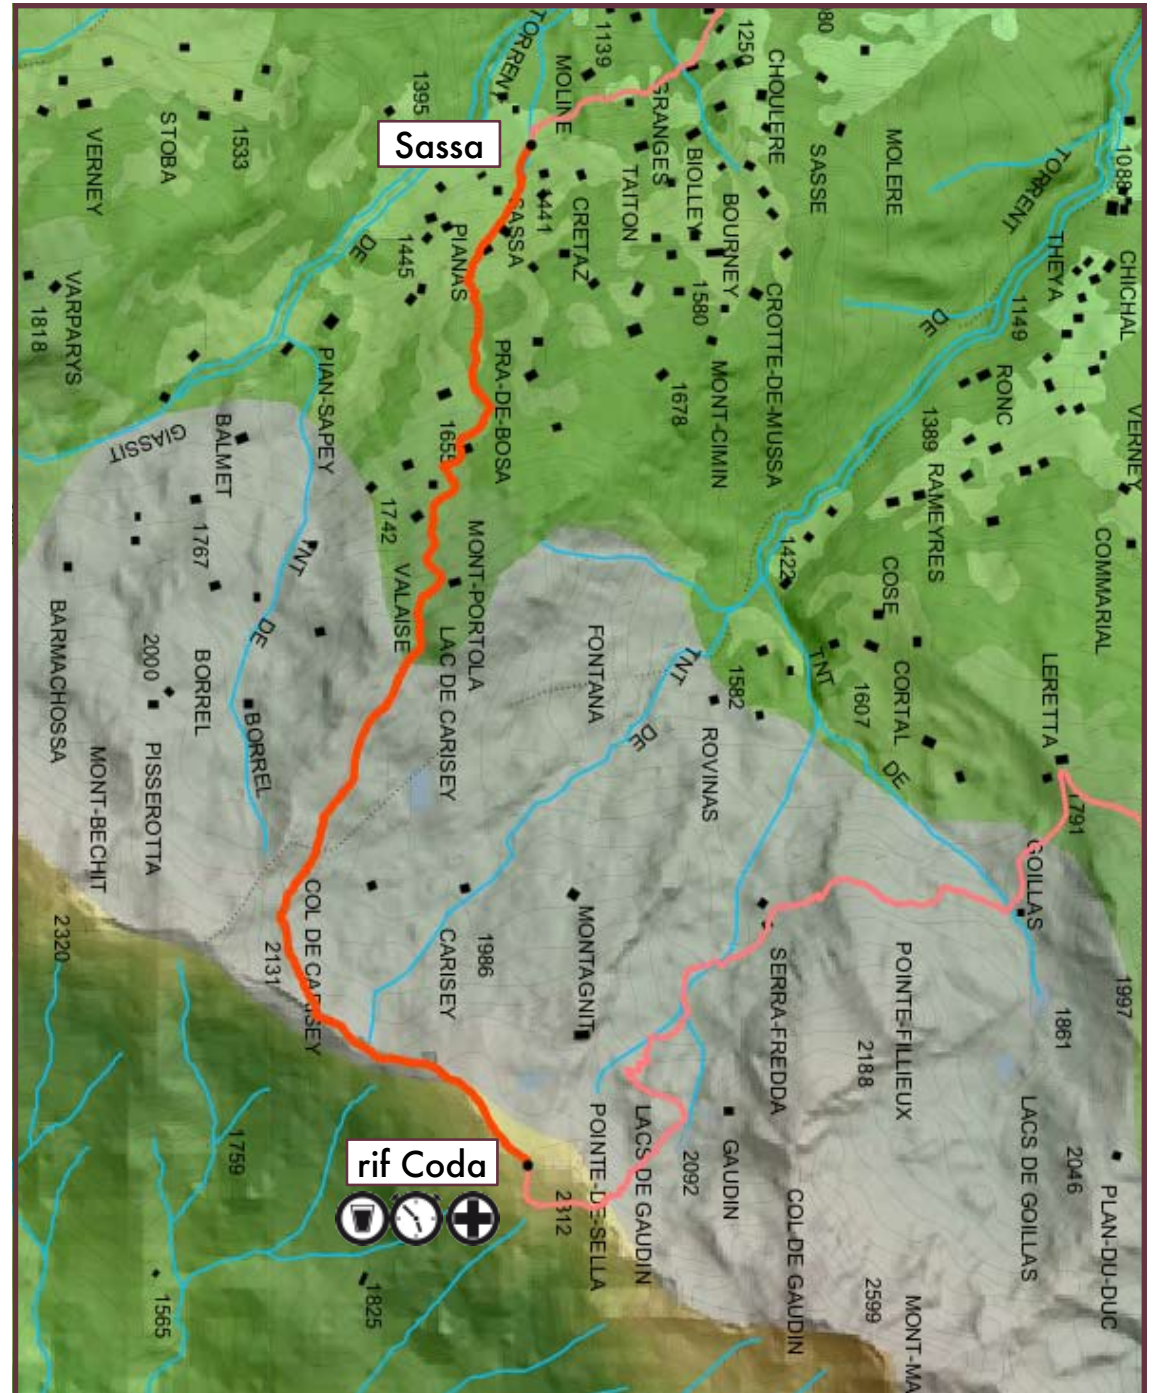 Sassa
rif Coda
TORRENT
1139
1250
CHOULERE
MOLINE
GRANGES
1395
STOBA
1533
VERNEY
BIOLLEY
SASSE
MOLERE
TORRENT
1088
TAITON
BOURNEY
CRETAZ
1441
SASSA
PIANAS
1445
DE
VARPARYS
1818
THEYA
CHICHAL
1149
DE
1580
CROTTE-DE-MUSSA
PRA-DE-BOSA
PIAN-SAPEY
MONT-CIMIN
1678
RONC
1389
RAMEYRES
VERNEY
GIASSIT
BALMET
1655
1742
1767
TNT
DE
BORREL
MONT-PORTOLA
VALAISE
LAC DE CARISEY
1422
COSE
COMMARIAL
FONTANA
TNT
DE
1582
TNT
DE
1607
CORTAL
LERETTA
1791
ROVINAS
BARMACHOSSA
2000
BORREL
PISSEROTTA
MONT-BECHIT
2320
COL DE CARISEY
2131
CARISEY
1986
MONTAGNIT
GOILLAS
SERRA-FREDDA
POINTE-FILLIEUX
2188
1861
1997
LACS DE GOILLAS
2046
PLAN-DU-DUC
POINTE-DE-SELLA
LACS DE GAUDIN
2092
GAUDIN
COL DE GAUDIN
2312
2599
MONT-MA
1759
1565
1825